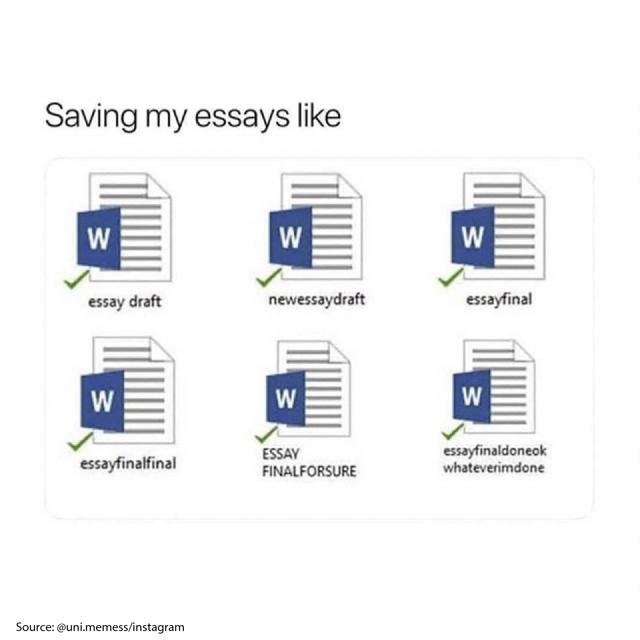 Saving my essays like
W
W
W
essay draft
newessaydraft
essayfinal
W
W
W
essayfinalfinal
ESSAY
FINALFORSURE
essayfinaldoneok
whateverimdone
Source: @uni.memess/instagram